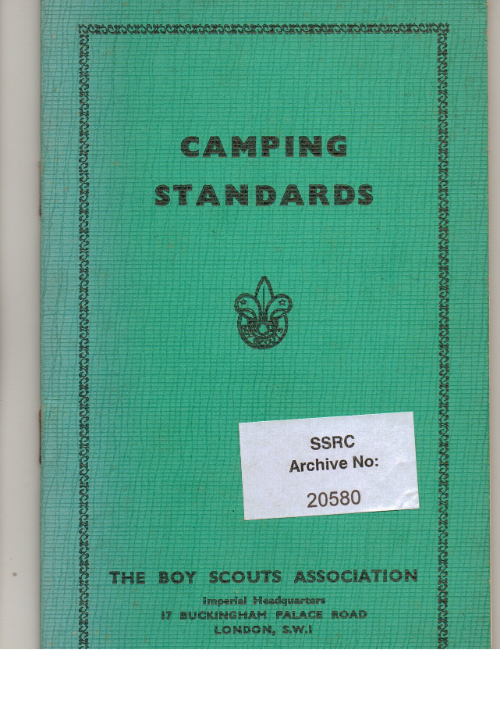 CAMPING
STANDARDS
SSRC
Archive No:
20580
THE BOY SCOUTS ASSOCIATION
Imperial Headquarters
17 BUCKINGHAM PALACE ROAD
LONDON, S.W.1